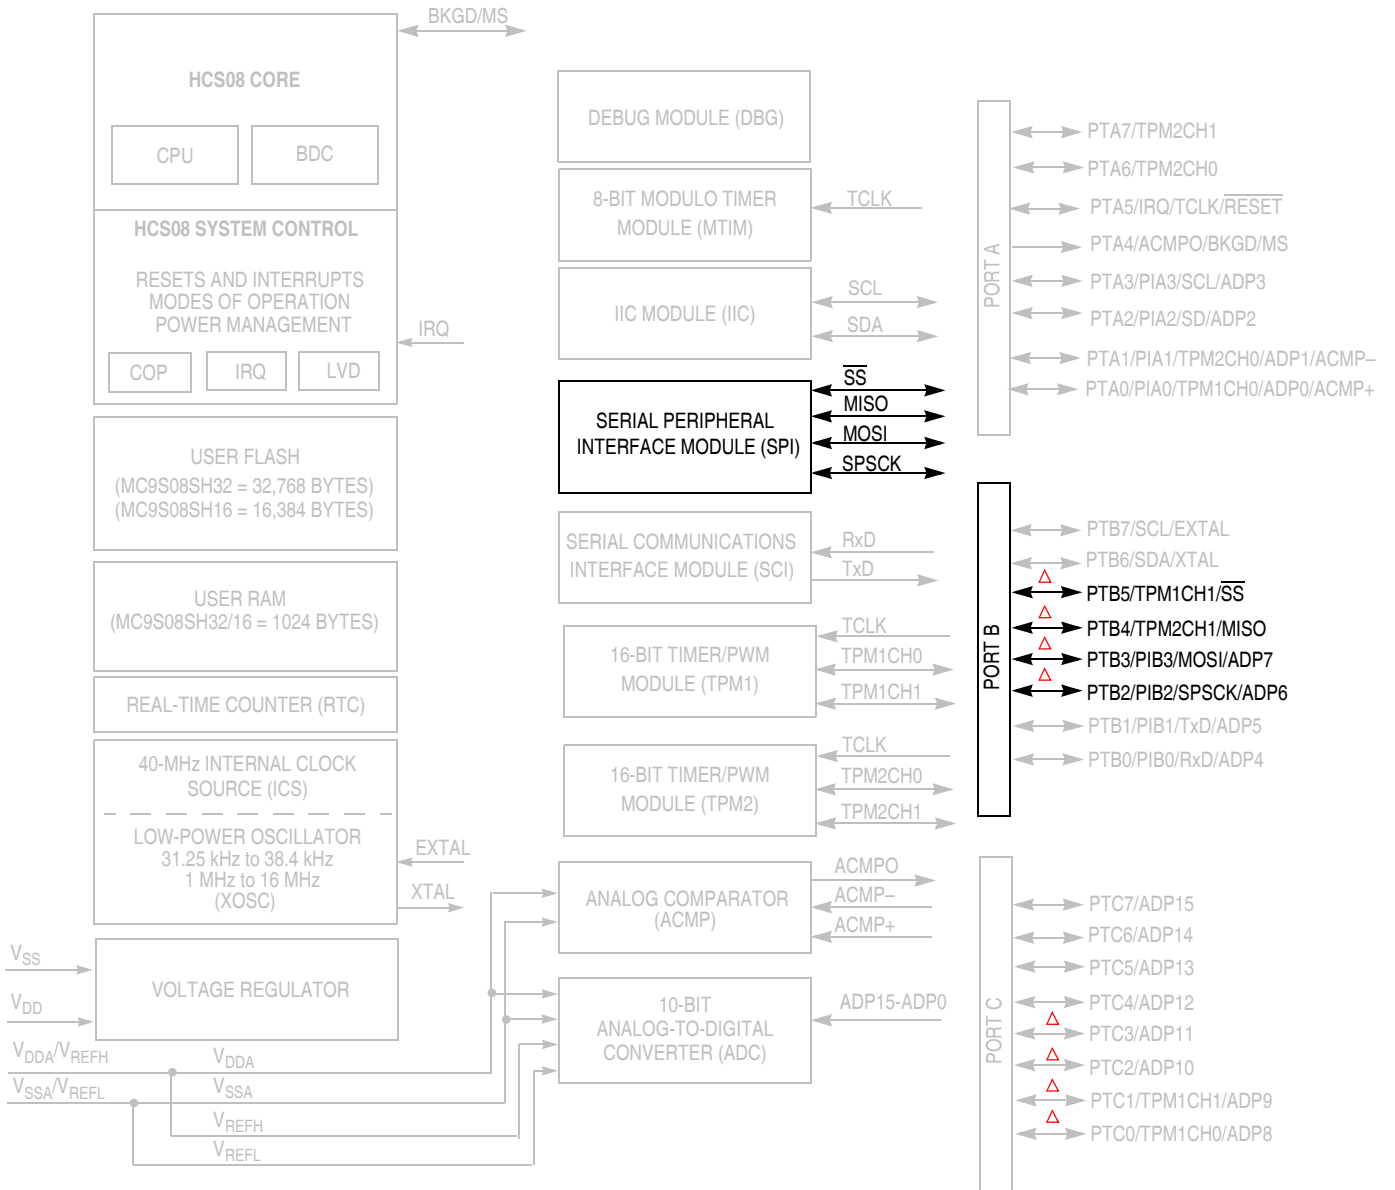 BKGD/MS
HCS08 CORE
CPU
BDC
HCS08 SYSTEM CONTROL
RESETS AND INTERRUPTS
MODES OF OPERATION
POWER MANAGEMENT
IRQ
COP
IRQ
LVD
USER FLASH
(MC9S08SH32 = 32,768 BYTES)
(MC9S08SH16 = 16,384 BYTES)
USER RAM
(MC9S08SH32/16 = 1024 BYTES)
REAL-TIME COUNTER (RTC)
40-MHz INTERNAL CLOCK
SOURCE (ICS)
LOW-POWER OSCILLATOR
31.25 kHz to 38.4 kHz
1 MHz to 16 MHz
(XOSC)
EXTAL
XTAL
VSS
VDD
VOLTAGE REGULATOR
VDDA/VREFH
VSSA/VREFL
VDDA
VSSA
VREFH
VREFL
DEBUG MODULE (DBG)
8-BIT MODULO TIMER
MODULE (MTIM)
TCLK
IIC MODULE (IIC)
SCL
SDA
SERIAL PERIPHERAL
INTERFACE MODULE (SPI)
SS
MISO
MOSI
SPSCK
SERIAL COMMUNICATIONS
INTERFACE MODULE (SCI)
RxD
TxD
16-BIT TIMER/PWM
MODULE (TPM1)
TCLK
TPM1CH0
TPM1CH1
16-BIT TIMER/PWM
MODULE (TPM2)
TCLK
TPM2CH0
TPM2CH1
ANALOG COMPARATOR
(ACMP)
ACMPO
ACMP–
ACMP+
10-BIT
ANALOG-TO-DIGITAL
CONVERTER (ADC)
ADP15-ADP0
PORT A
PTA7/TPM2CH1
PTA6/TPM2CH0
PTA5/IRQ/TCLK/RESET
PTA4/ACMPO/BKGD/MS
PTA3/PIA3/SCL/ADP3
PTA2/PIA2/SD/ADP2
PTA1/PIA1/TPM2CH0/ADP1/ACMP–
PTA0/PIA0/TPM1CH0/ADP0/ACMP+
PORT B
PTB7/SCL/EXTAL
PTB6/SDA/XTAL
PTB5/TPM1CH1/SS
PTB4/TPM2CH1/MISO
PTB3/PIB3/MOSI/ADP7
PTB2/PIB2/SPSCK/ADP6
PTB1/PIB1/TxD/ADP5
PTB0/PIB0/RxD/ADP4
PORT C
PTC7/ADP15
PTC6/ADP14
PTC5/ADP13
PTC4/ADP12
PTC3/ADP11
PTC2/ADP10
PTC1/TPM1CH1/ADP9
PTC0/TPM1CH0/ADP8